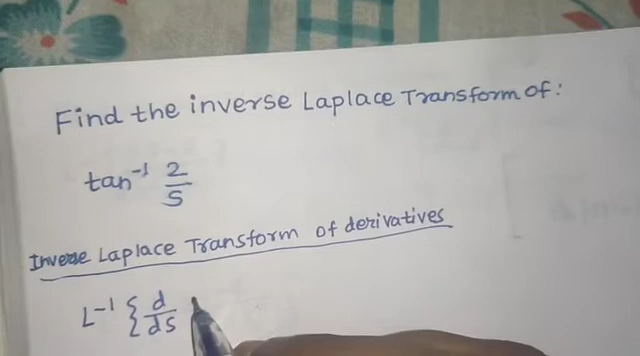 Find the inverse Laplace Transform of:
tan⁻¹ 2/S
Inverse Laplace Transform of derivatives
L⁻¹ { d/ds